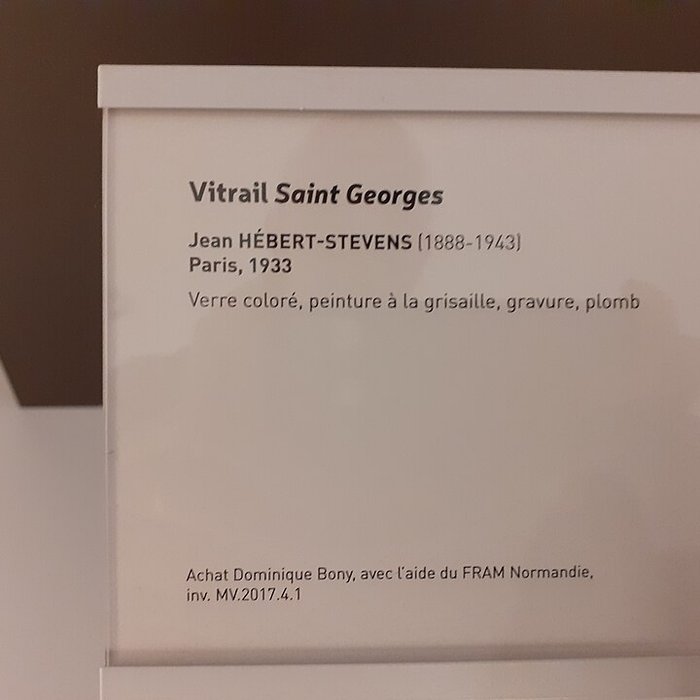 Vitrail Saint Georges
Jean HÉBERT-STEVENS (1888-1943)
Paris, 1933
Verre coloré, peinture à la grisaille, gravure, plomb
Achat Dominique Bony, avec l'aide du FRAM Normandie,
inv. MV.2017.4.1